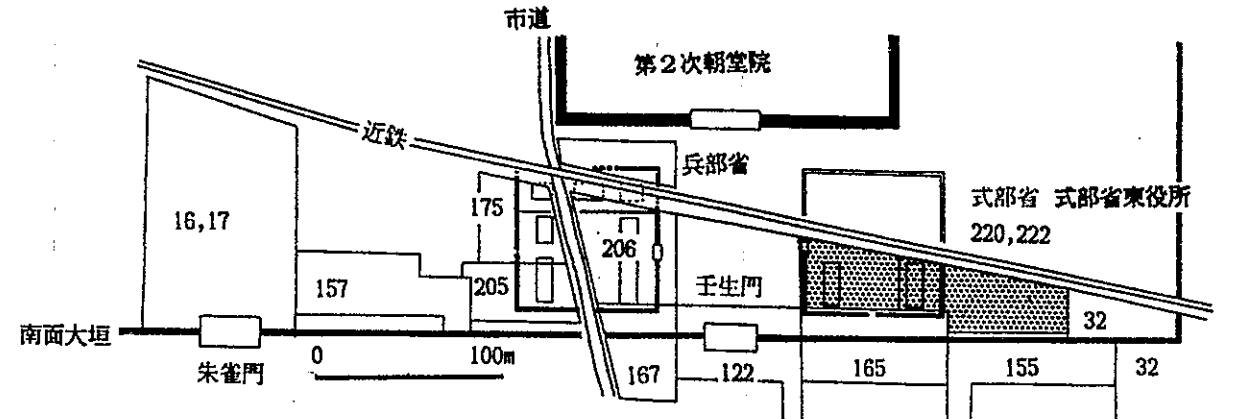 市道
第2次朝堂院
近鉄
兵部省
16,17
175
206
式部省 式部省東役所
220,222
157
205
壬生門
32
南面大垣
朱雀門
0 100m
167
122
165
155
32